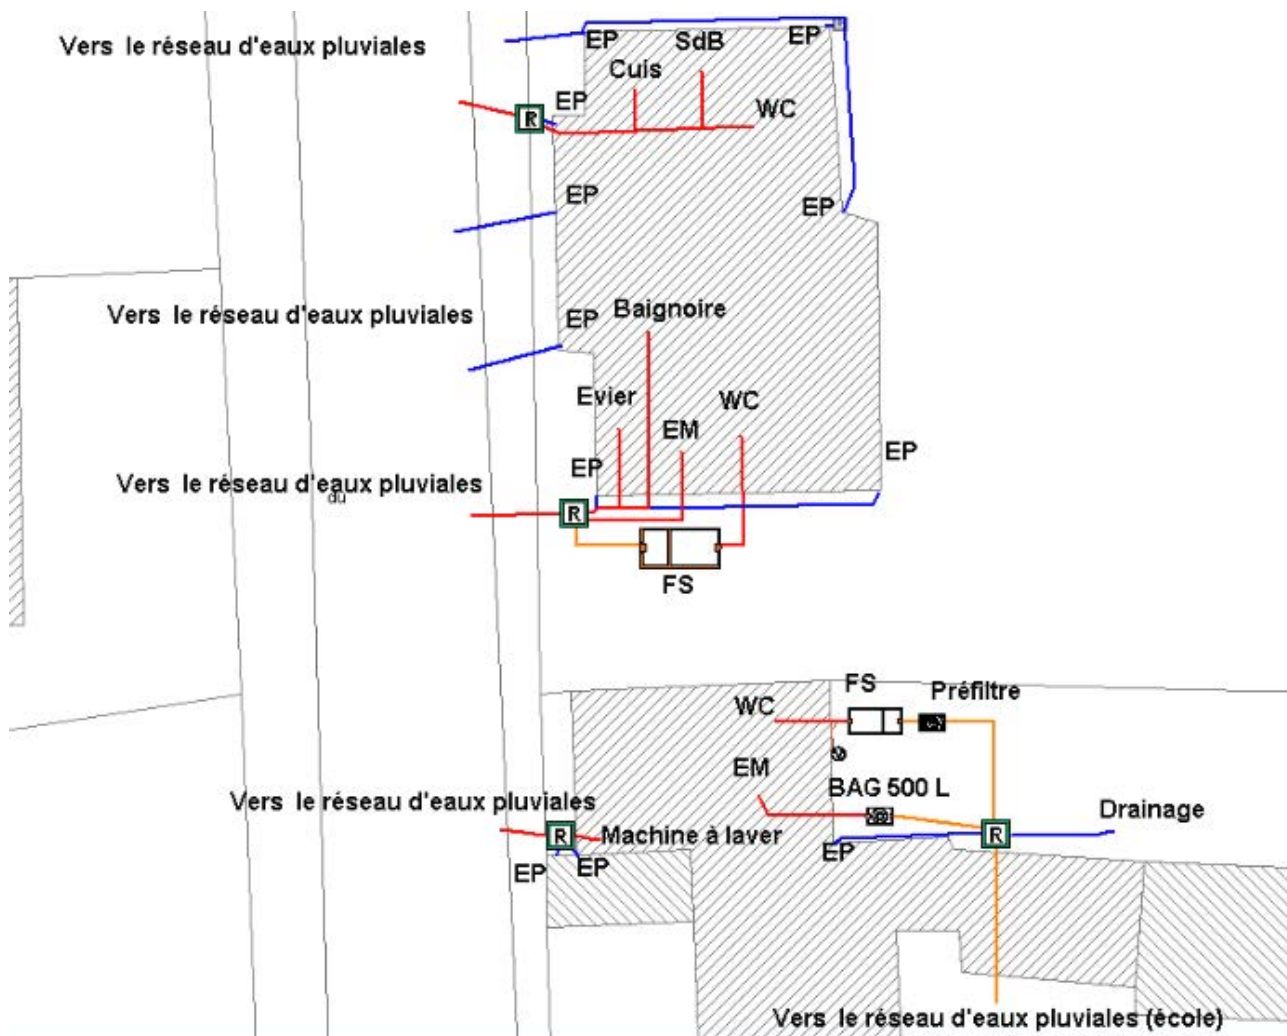 Vers le réseau d'eaux pluviales
EP
SdB
EP
Cuis
EP
R
WC
EP
EP
Vers le réseau d'eaux pluviales
EP
Baignoire
Evier
WC
EM
EP
EP
Vers le réseau d'eaux pluviales
du
R
FS
FS
Préfiltre
WC
EM
BAG 500 L
Vers le réseau d'eaux pluviales
Drainage
R
Machine à laver
R
EP
EP
EP
Vers le réseau d'eaux pluviales (école)